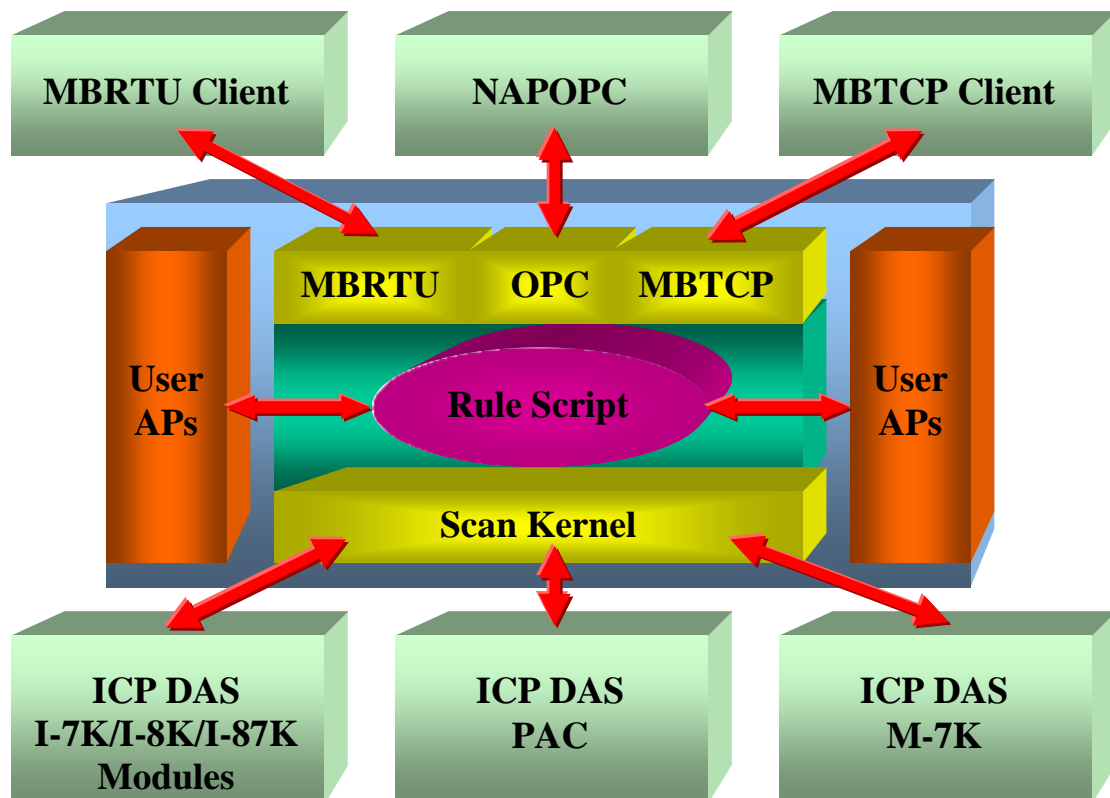 MBRTU Client
NAPOPC
MBTCP Client
MBRTU
OPC
MBTCP
User
APs
Rule Script
User
APs
Scan Kernel
ICP DAS
I-7K/I-8K/I-87K
Modules
ICP DAS
PAC
ICP DAS
M-7K